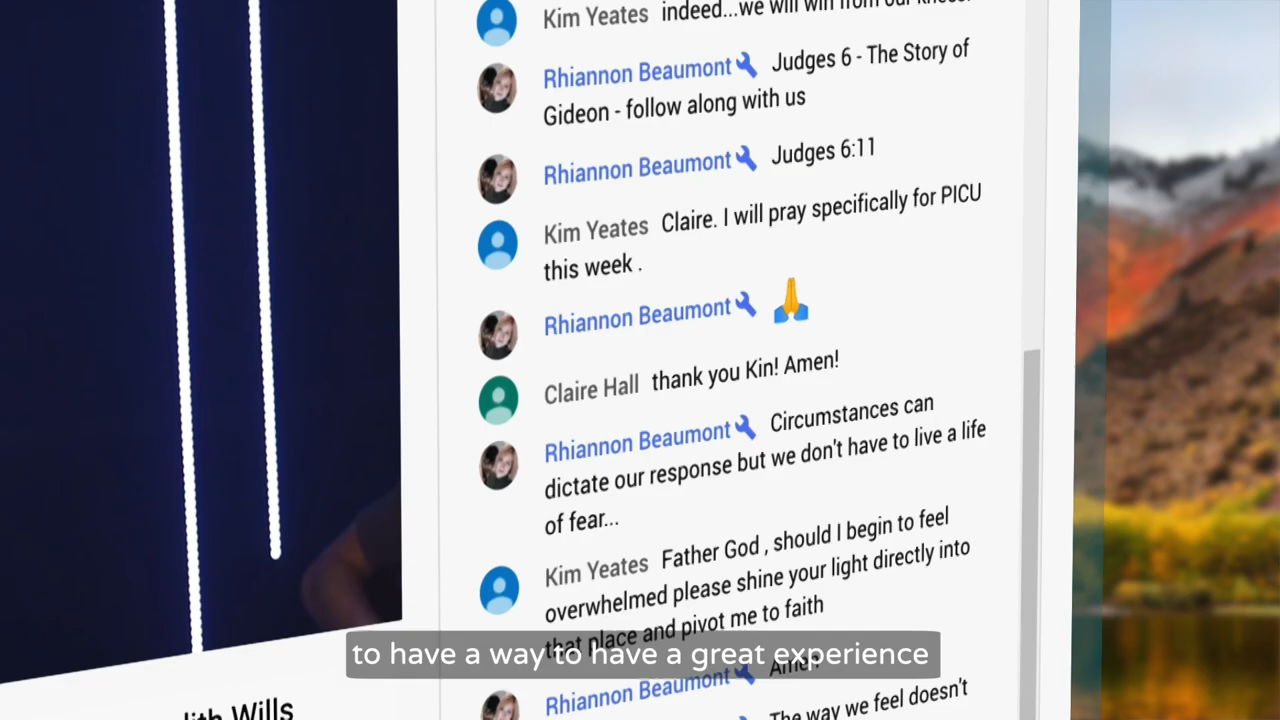 Kim Yeates indeed...we will win from our knees!
Rhiannon Beaumont Judges 6 - The Story of
Gideon - follow along with us
Rhiannon Beaumont Judges 6:11
Kim Yeates Claire. I will pray specifically for PICU
this week .
Rhiannon Beaumont 🙏
Claire Hall thank you Kin! Amen!
Rhiannon Beaumont Circumstances can
dictate our response but we don't have to live a life
of fear...
Kim Yeates Father God , should I begin to feel
overwhelmed please shine your light directly into
that place and pivot me to faith
to have a way to have a great experience
Rhiannon Beaumont Amen
The way we feel doesn't
Wills